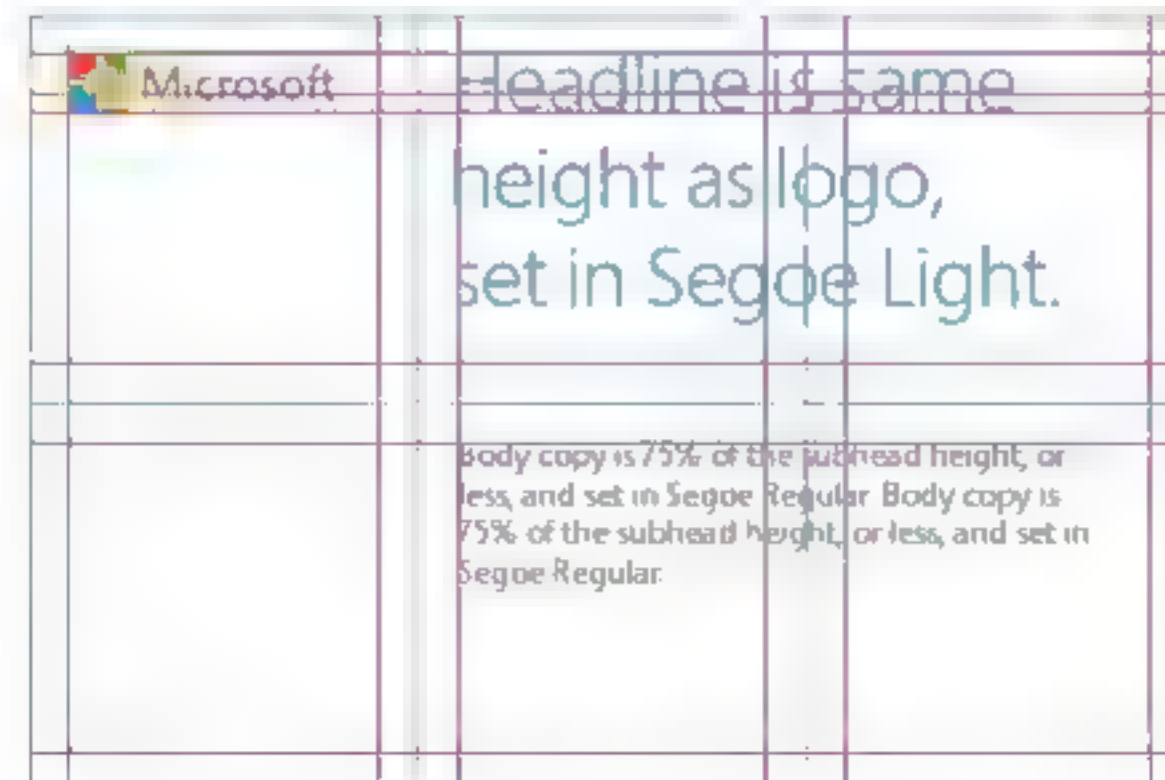 Microsoft
Headline is same
height as logo,
set in Segoe Light.
Body copy is 75% of the subhead height, or
less, and set in Segoe Regular. Body copy is
75% of the subhead height, or less, and set in
Segoe Regular.